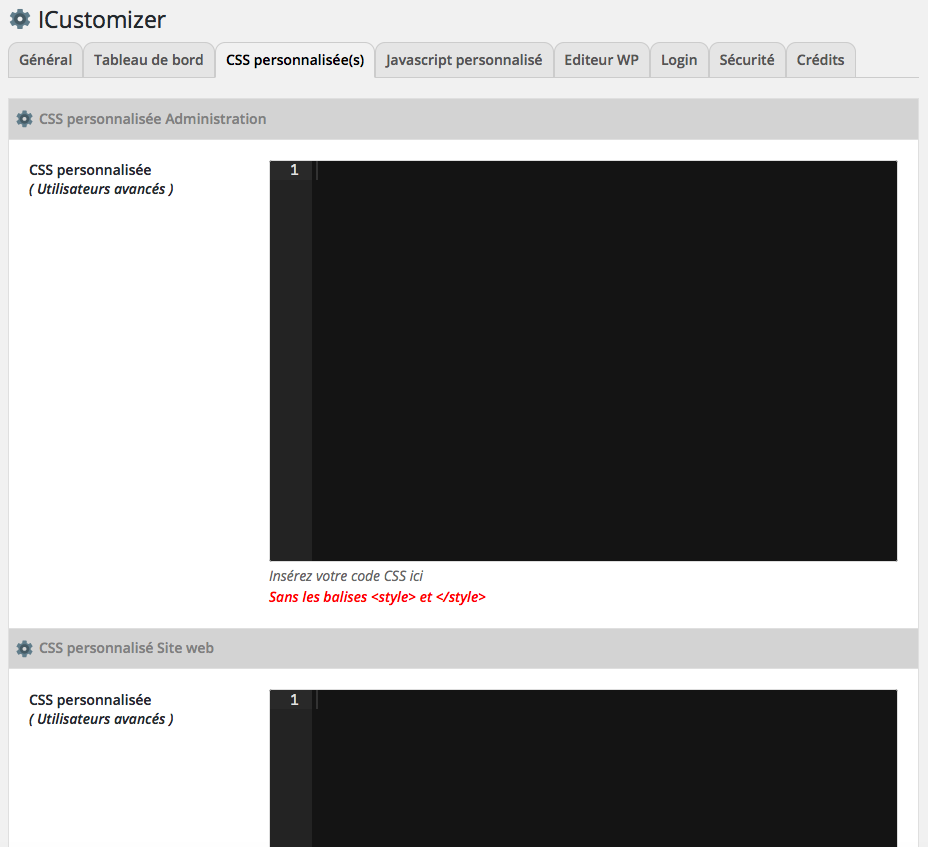 ICustomizer
Général Tableau de bord CSS personnalisée(s) Javascript personnalisé Editeur WP Login Sécurité Crédits
CSS personnalisée Administration
CSS personnalisée
( Utilisateurs avancés )
1
Insérez votre code CSS ici
Sans les balises <style> et </style>
CSS personnalisé Site web
CSS personnalisée
( Utilisateurs avancés )
1